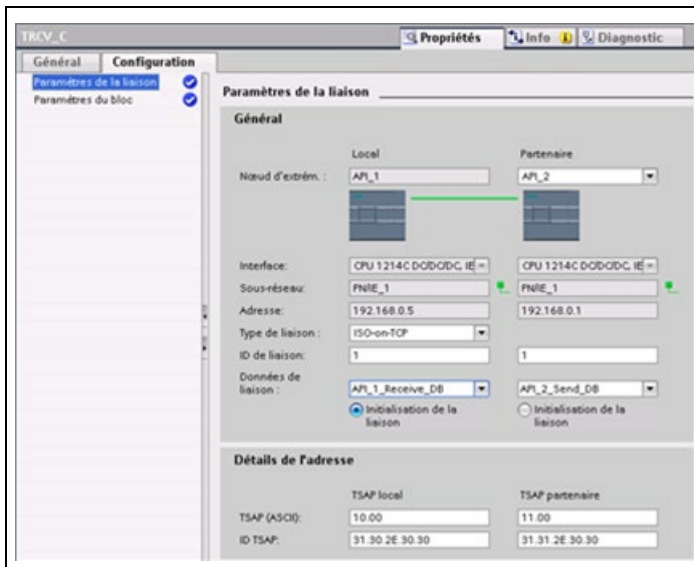 TRCV_C
Propriétés Info Diagnostic
Général Configuration
Paramètres de la liaison
Paramètres du bloc
Paramètres de la liaison
Général
Local Partenaire
Nœud d'extrém. : API_1 API_2
Interface: CPU 1214C DC/DC/DC, IE CPU 1214C DC/DC/DC, IE
Sous-réseau: PN/IE_1 PN/IE_1
Adresse: 192.168.0.5 192.168.0.1
Type de liaison : ISO-on-TCP
ID de liaison: 1 1
Données de
liaison : API_1_Receive_DB API_2_Send_DB
Initialisation de la Initialisation de la
liaison liaison
Détails de l'adresse
TSAP local TSAP partenaire
TSAP (ASCII): 10.00 11.00
ID TSAP: 31.30.2E.30.30 31.31.2E.30.30